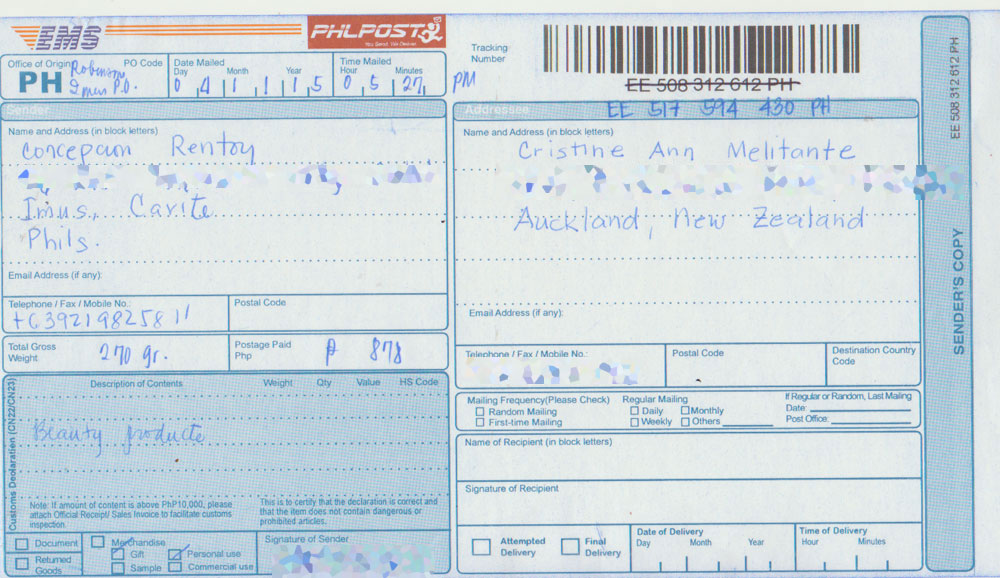 EMS
PHLPOST
You Send. We Deliver.
Office of Origin
PO Code
PH
Robinson
Imus P.O.
Date Mailed
Day Month Year
0 4 1 1 1 5
Time Mailed
Hour Minutes
0 5 27 PM
Tracking Number
EE 508 312 612 PH
EE 517 594 430 PH
Sender
Name and Address (in block letters)
Concepcion Rentoy
Imus, Cavite
Phils.
Email Address (if any):
Telephone / Fax / Mobile No.:
+639219825811
Postal Code
Total Gross Weight
270 gr.
Postage Paid Php
₱ 878
Customs Declaration (CN22/CN23)
Description of Contents Weight Qty Value HS Code
Beauty products
Note: If amount of content is above PhP10,000, please
attach Official Receipt/ Sales Invoice to facilitate customs
inspection.
This is to certify that the declaration is correct and
that the item does not contain dangerous or
prohibited articles.
Document
Returned Goods
Merchandise
Gift
Sample
Personal use
Commercial use
Signature of Sender
Addressee
Name and Address (in block letters)
Cristine Ann Melitante
Auckland, New Zealand
Email Address (if any):
Telephone / Fax / Mobile No.:
Postal Code
Destination Country Code
Mailing Frequency(Please Check)
Random Mailing
First-time Mailing
Regular Mailing
Daily Monthly
Weekly Others
If Regular or Random, Last Mailing
Date:
Post Office:
Name of Recipient (in block letters)
Signature of Recipient
Attempted Delivery
Final Delivery
Date of Delivery
Day Month Year
Time of Delivery
Hour Minutes
EE 508 312 612 PH
SENDER'S COPY